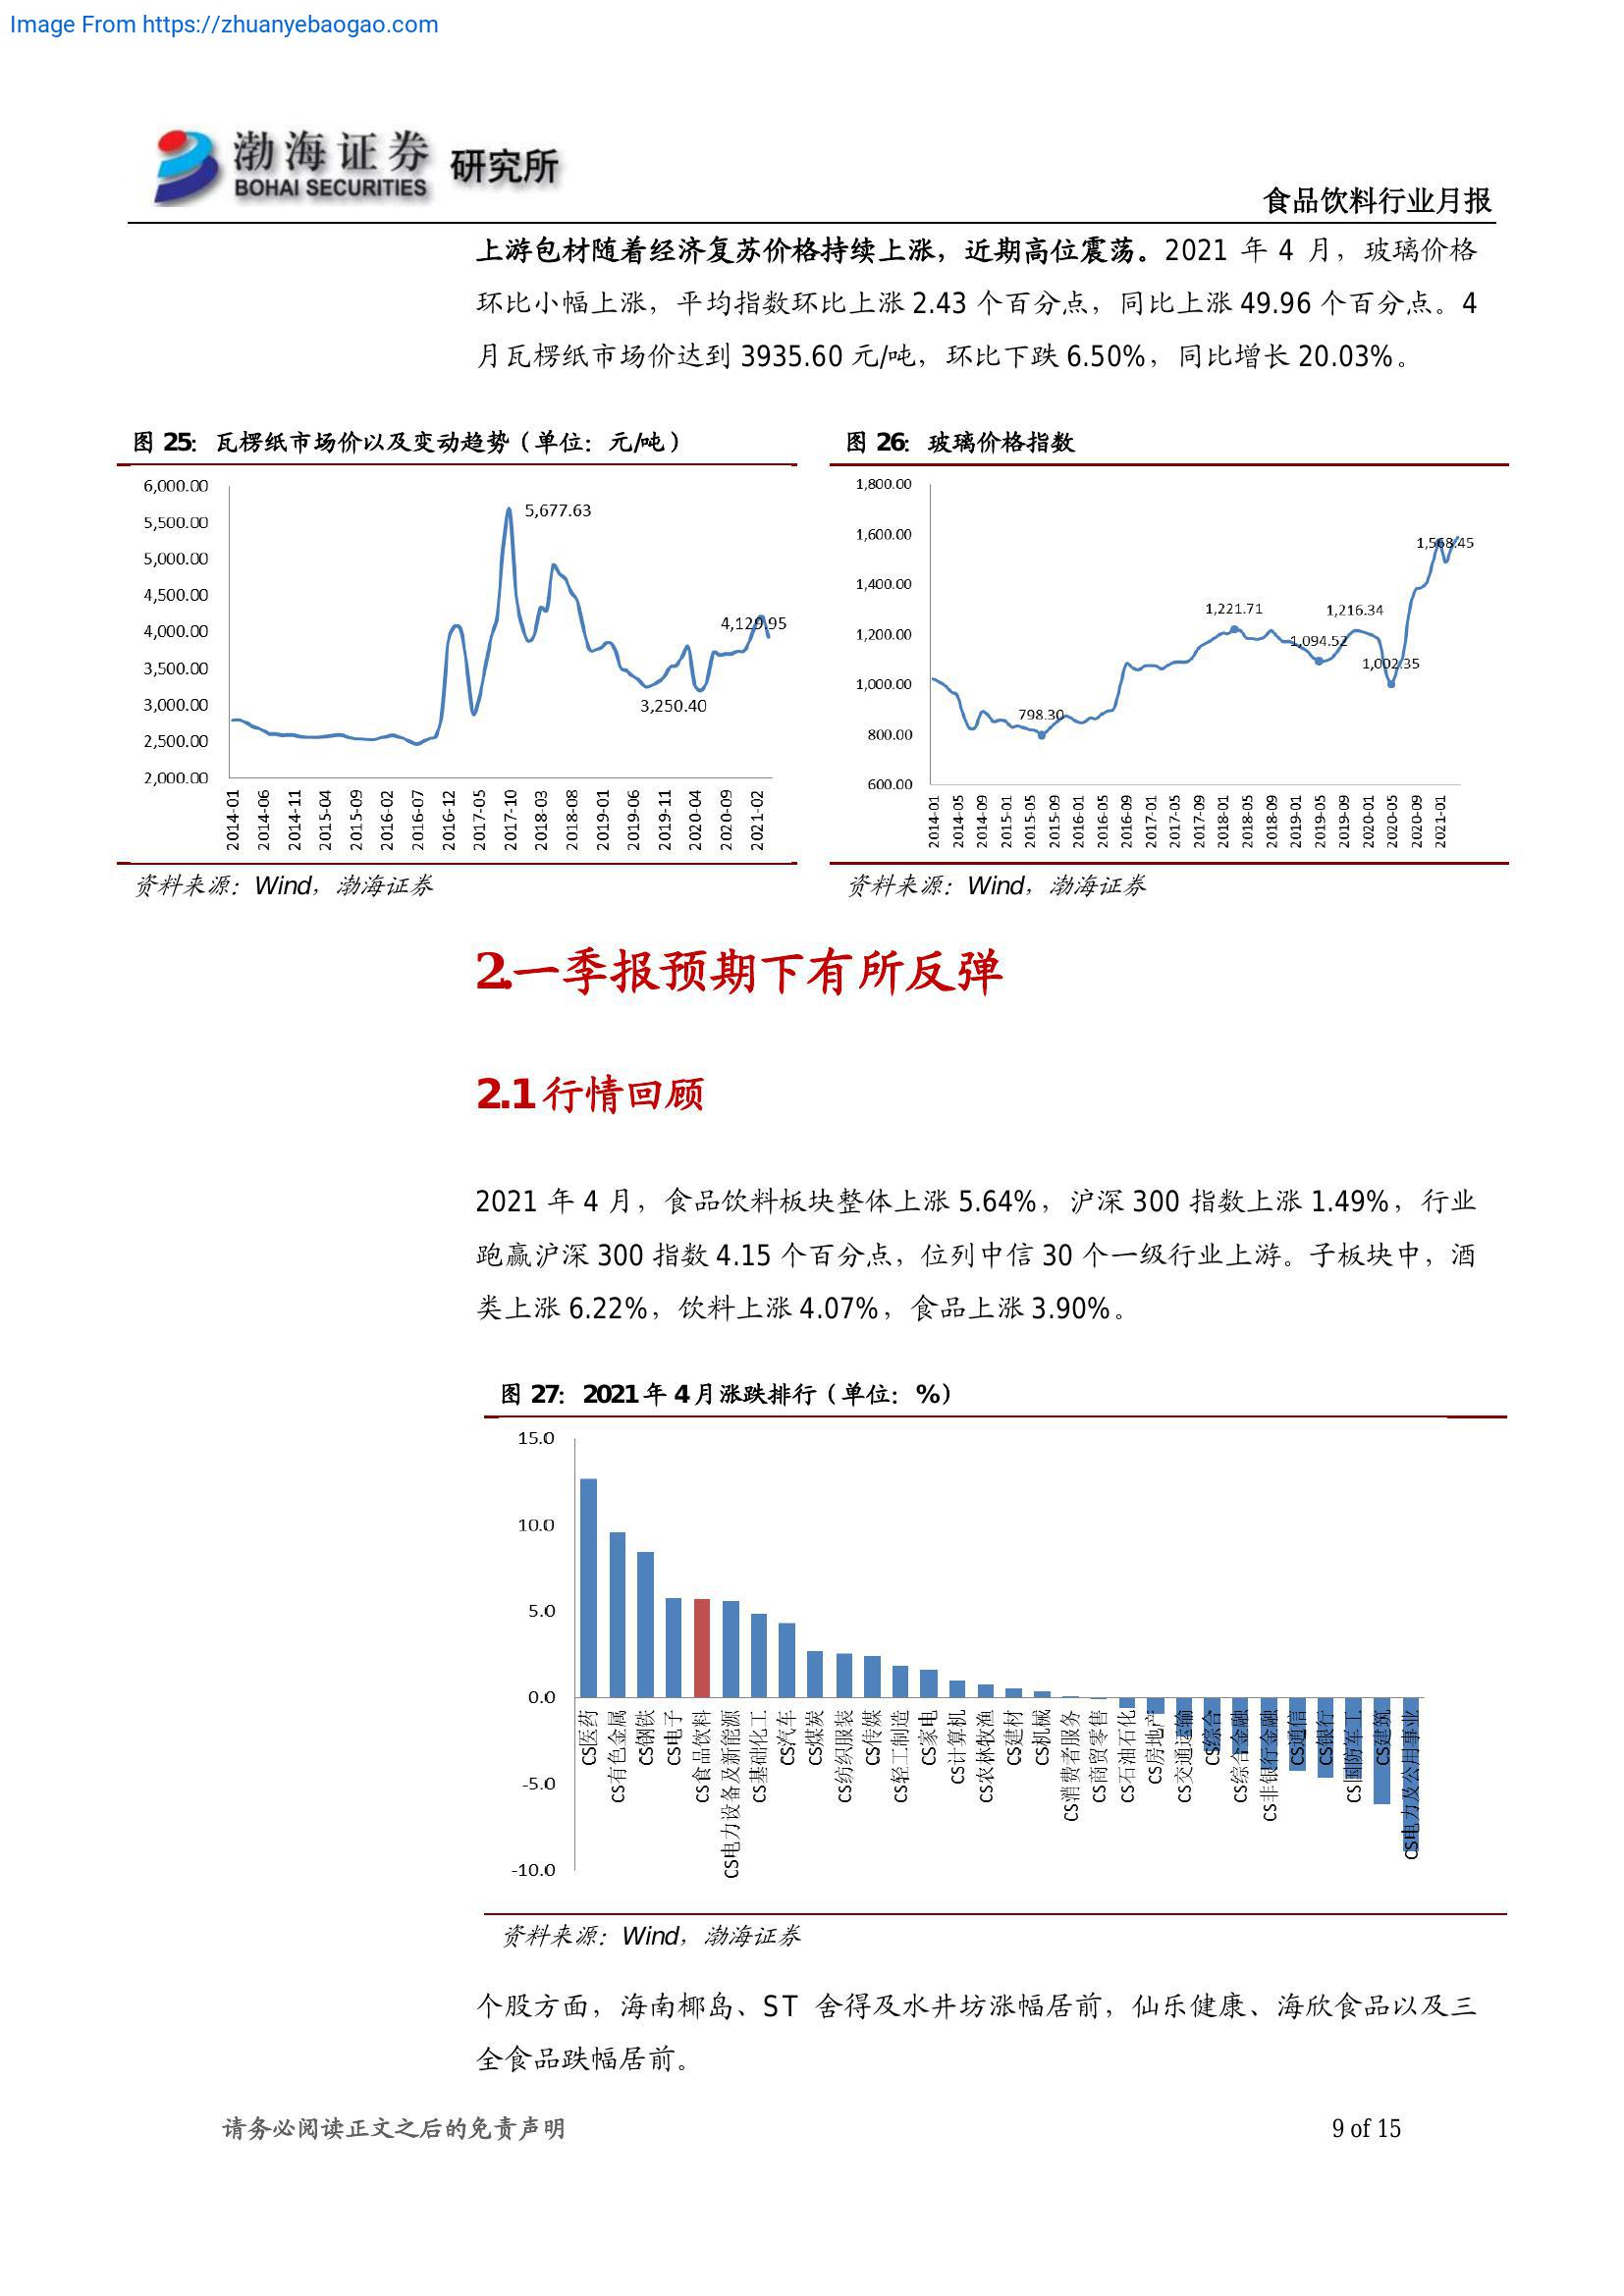 Image From https://zhuanyebaogao.com
渤海证券 研究所
BOHAI SECURITIES
食品饮料行业月报
上游包材随着经济复苏价格持续上涨，近期高位震荡。2021 年 4 月，玻璃价格
环比小幅上涨，平均指数环比上涨 2.43 个百分点，同比上涨 49.96 个百分点。4
月瓦楞纸市场价达到 3935.60 元/吨，环比下跌 6.50%，同比增长 20.03%。
图 25：瓦楞纸市场价以及变动趋势（单位：元/吨）
6,000.00
5,500.00
5,000.00
4,500.00
4,000.00
3,500.00
3,000.00
2,500.00
2,000.00
5,677.63
4,129.95
3,250.40
2014-01
2014-06
2014-11
2015-04
2015-09
2016-02
2016-07
2016-12
2017-05
2017-10
2018-03
2018-08
2019-01
2019-06
2019-11
2020-04
2020-09
2021-02
资料来源：Wind，渤海证券
图 26：玻璃价格指数
1,800.00
1,600.00
1,400.00
1,200.00
1,000.00
800.00
600.00
1,568.45
1,221.71
1,216.34
1,094.52
1,002.35
798.30
2014-01
2014-05
2014-09
2015-01
2015-05
2015-09
2016-01
2016-05
2016-09
2017-01
2017-05
2017-09
2018-01
2018-05
2018-09
2019-01
2019-05
2019-09
2020-01
2020-05
2020-09
2021-01
资料来源：Wind，渤海证券
2.一季报预期下有所反弹
2.1 行情回顾
2021 年 4 月，食品饮料板块整体上涨 5.64%，沪深 300 指数上涨 1.49%，行业
跑赢沪深 300 指数 4.15 个百分点，位列中信 30 个一级行业上游。子板块中，酒
类上涨 6.22%，饮料上涨 4.07%，食品上涨 3.90%。
图 27：2021 年 4 月涨跌排行（单位：%）
15.0
10.0
5.0
0.0
-5.0
-10.0
CS医药
CS有色金属
CS钢铁
CS电子
CS食品饮料
CS电力设备及新能源
CS基础化工
CS汽车
CS煤炭
CS纺织服装
CS传媒
CS轻工制造
CS家电
CS计算机
CS农林牧渔
CS建材
CS机械
CS消费者服务
CS商贸零售
CS石油石化
CS房地产
CS交通运输
CS综合
CS综合金融
CS非银行金融
CS通信
CS银行
CS国防军工
CS建筑
CS电力及公用事业
资料来源：Wind，渤海证券
个股方面，海南椰岛、ST 舍得及水井坊涨幅居前，仙乐健康、海欣食品以及三
全食品跌幅居前。
请务必阅读正文之后的免责声明
9 of 15